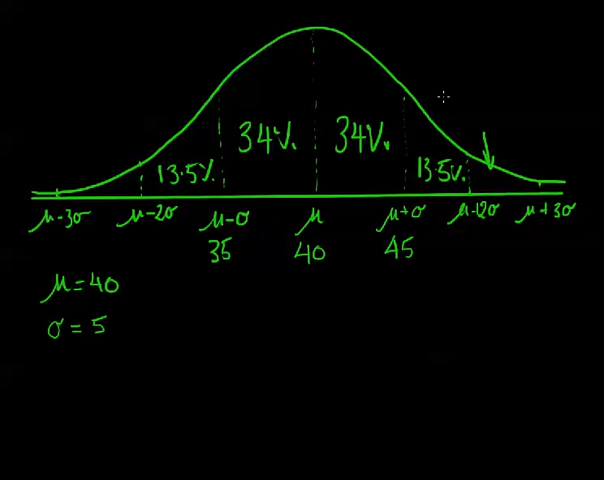 34% 34%
13.5% 13.5%
μ-3σ μ-2σ μ-σ μ μ+σ μ+2σ μ+3σ
35 40 45
μ=40
σ=5